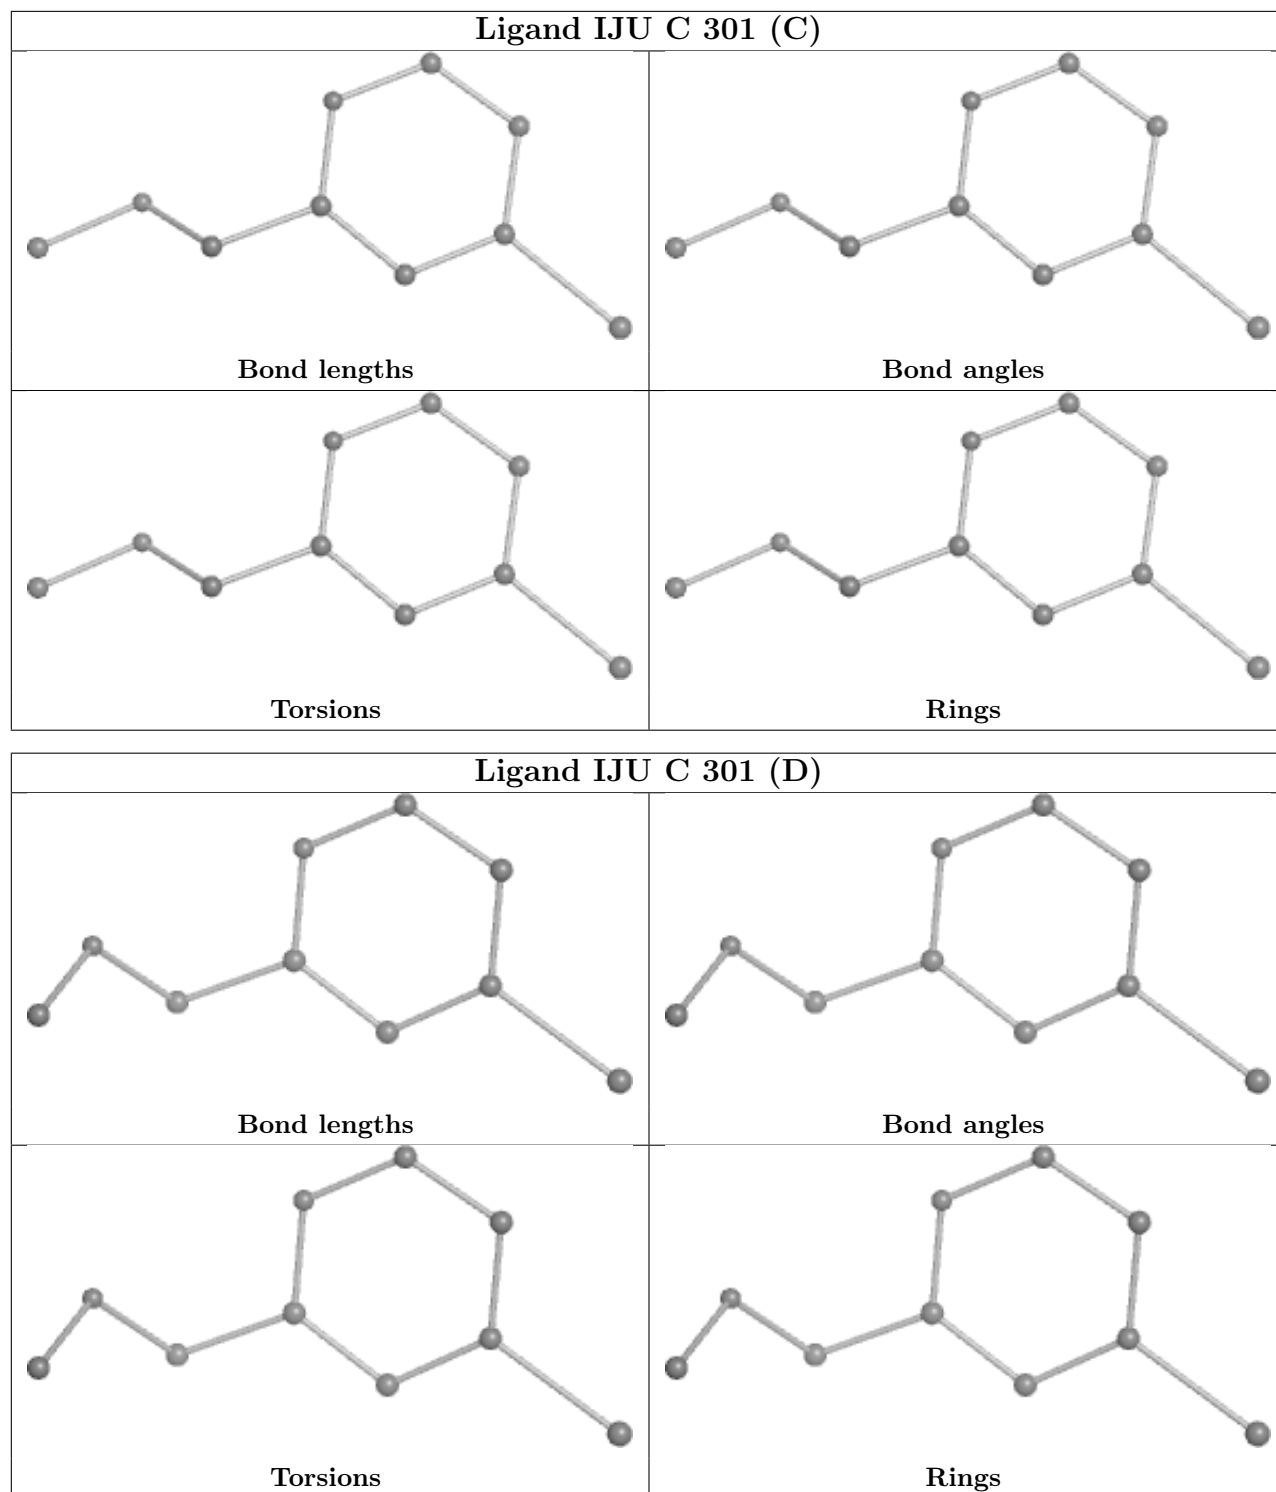 Ligand IJU C 301 (C)
Bond lengths
Bond angles
Torsions
Rings
Ligand IJU C 301 (D)
Bond lengths
Bond angles
Torsions
Rings